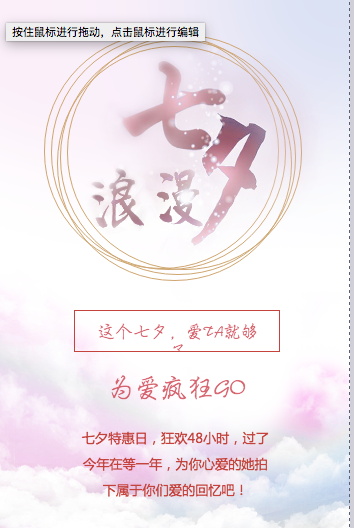 按住鼠标进行拖动，点击鼠标进行编辑
七夕
浪漫
这个七夕，爱TA就够
为爱疯狂GO
七夕特惠日，狂欢48小时，过了
今年在等一年，为你心爱的她拍
下属于你们爱的回忆吧！